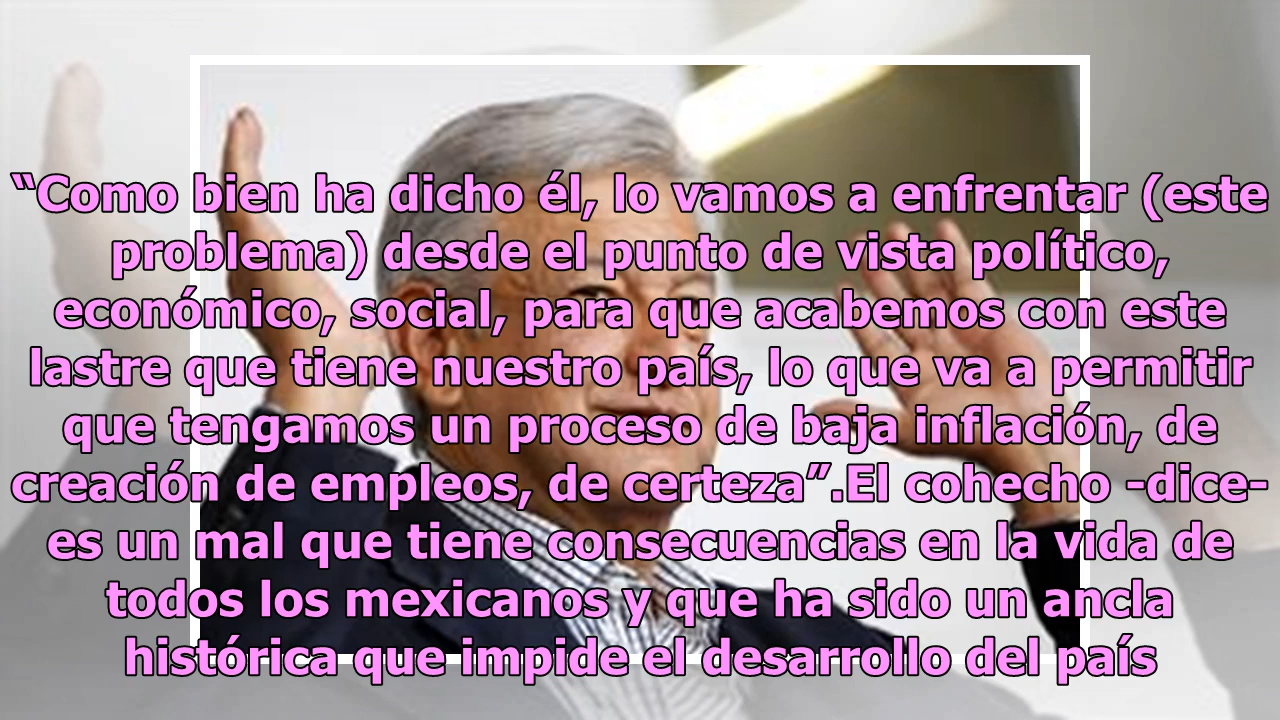 “Como bien ha dicho él, lo vamos a enfrentar (este
problema) desde el punto de vista político,
económico, social, para que acabemos con este
lastre que tiene nuestro país, lo que va a permitir
que tengamos un proceso de baja inflación, de
creación de empleos, de certeza”.El cohecho -dice-
es un mal que tiene consecuencias en la vida de
todos los mexicanos y que ha sido un ancla
histórica que impide el desarrollo del país